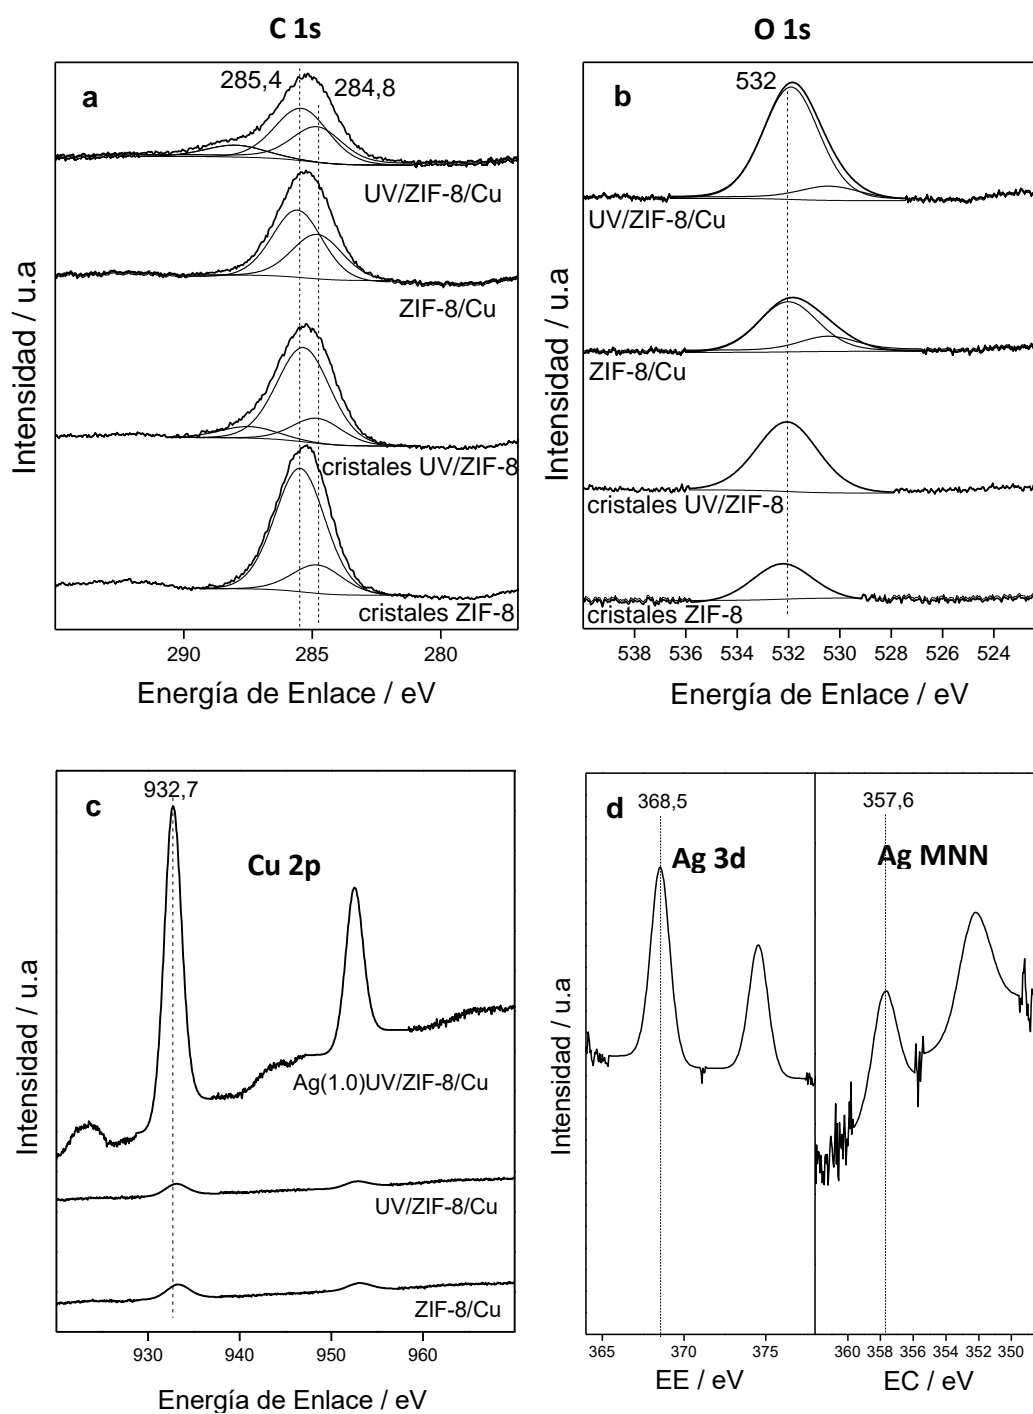 C 1s
O 1s
a
285,4
284,8
UV/ZIF-8/Cu
ZIF-8/Cu
cristales UV/ZIF-8
cristales ZIF-8
Intensidad / u.a
290
285
280
Energía de Enlace / eV
b
532
UV/ZIF-8/Cu
ZIF-8/Cu
cristales UV/ZIF-8
cristales ZIF-8
Intensidad / u.a
538 536 534 532 530 528 526 524
Energía de Enlace / eV
c
932,7
Cu 2p
Ag(1.0)UV/ZIF-8/Cu
UV/ZIF-8/Cu
ZIF-8/Cu
Intensidad / u.a
930
940
950
960
Energía de Enlace / eV
d
368,5
357,6
Ag 3d
Ag MNN
Intensidad / u.a
365 370 375 360 358 356 354 352 350
EE / eV
EC / eV